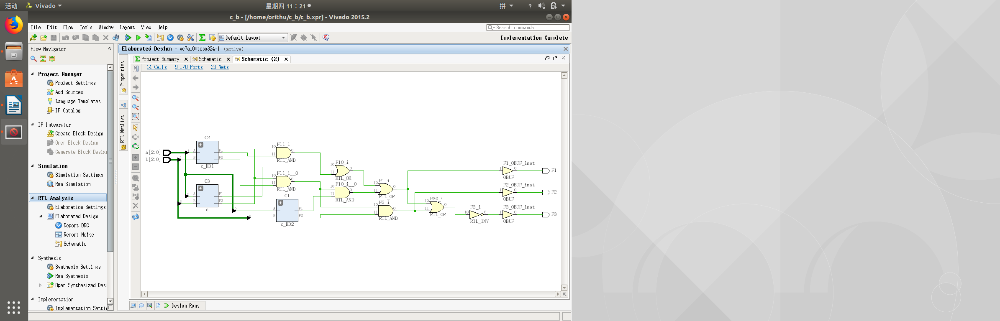 活动 Vivado 星期四 11：21 拼 ?
c_b - [/home/orithu/c_b/c_b.xpr] - Vivado 2015.2
File Edit Flow Tools Window Layout View Help
Search commands
Default Layout
Implementation Complete
Flow Navigator
Project Manager
Project Settings
Add Sources
Language Templates
IP Catalog
IP Integrator
Create Block Design
Open Block Design
Generate Block Design
Simulation
Simulation Settings
Run Simulation
RTL Analysis
Elaboration Settings
Elaborated Design
Report DRC
Report Noise
Schematic
Synthesis
Synthesis Settings
Run Synthesis
Open Synthesized Desi
Implementation
Implementation Settin
Elaborated Design - xc7a100tcsg324-1 (active)
Properties
RTL Netlist
Project Summary Schematic Schematic (2)
14 Cells 9 I/O Ports 23 Nets
a[2:0]
b[2:0]
C2
A F1
B F2
c_HD1
C3
A F1
B F2
c
C1
A F1
B F2
c_HD2
F11_i
I0
I1
O
RTL_AND
F11_i__0
I0
I1
O
RTL_AND
F10_i
I0
I1
O
RTL_OR
F10_i__0
I0
I1
O
RTL_AND
F1_i
I0
I1
O
RTL_OR
F2_i
I0
I1
O
RTL_AND
F30_i
I0
I1
O
RTL_OR
F3_i
I0
O
RTL_INV
F1_OBUF_inst
I O
OBUF
F1
F2_OBUF_inst
I O
OBUF
F2
F3_OBUF_inst
I O
OBUF
F3
Design Runs